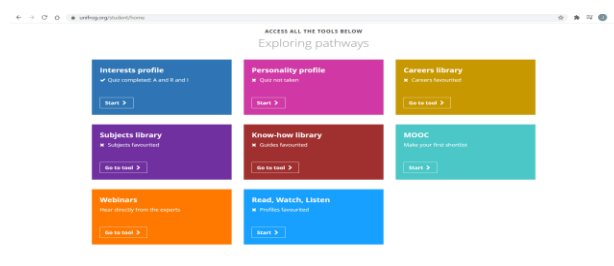 unifrog.org/student/home
ACCESS ALL THE TOOLS BELOW
Exploring pathways
Interests profile
✔ Quiz completed: A and R and I
Start >
Personality profile
✖ Quiz not taken
Start >
Careers library
✖ Careers favourited
Go to tool >
Subjects library
✖ Subjects favourited
Go to tool >
Know-how library
✖ Guides favourited
Go to tool >
MOOC
Make your first shortlist
Start >
Webinars
Hear directly from the experts
Go to tool >
Read, Watch, Listen
✖ Profiles favourited
Start >